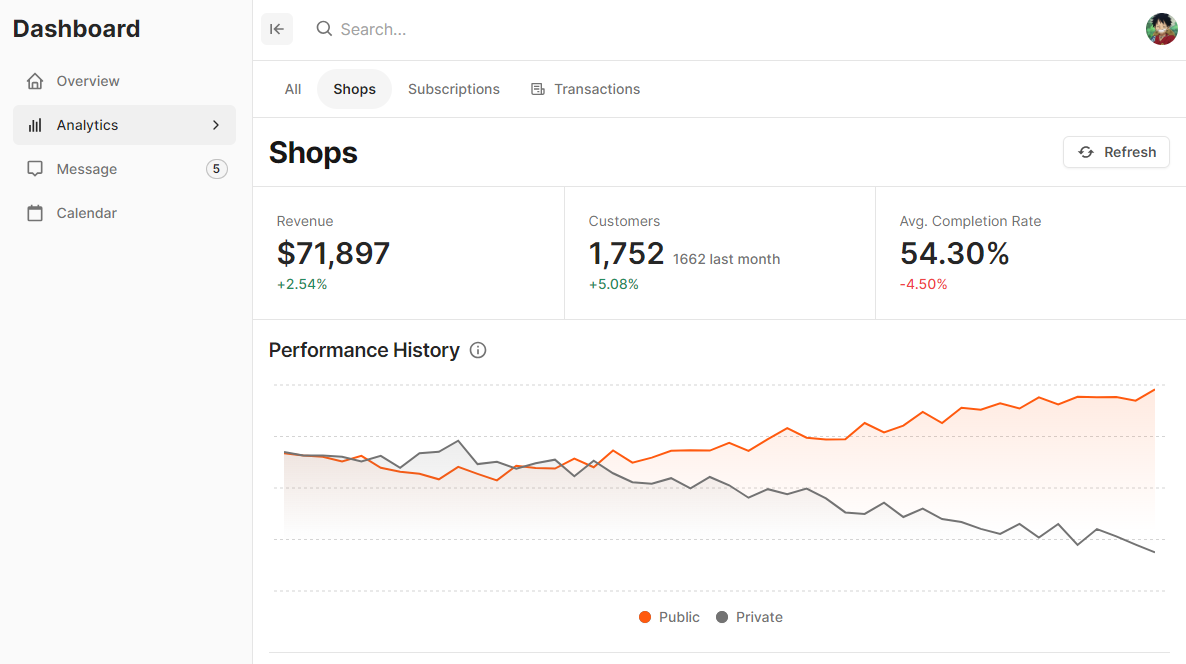 Dashboard
Overview
Analytics
Message 5
Calendar
Search...
All Shops Subscriptions Transactions
Shops
Refresh
Revenue
$71,897
+2.54%
Customers
1,752 1662 last month
+5.08%
Avg. Completion Rate
54.30%
-4.50%
Performance History
Public Private